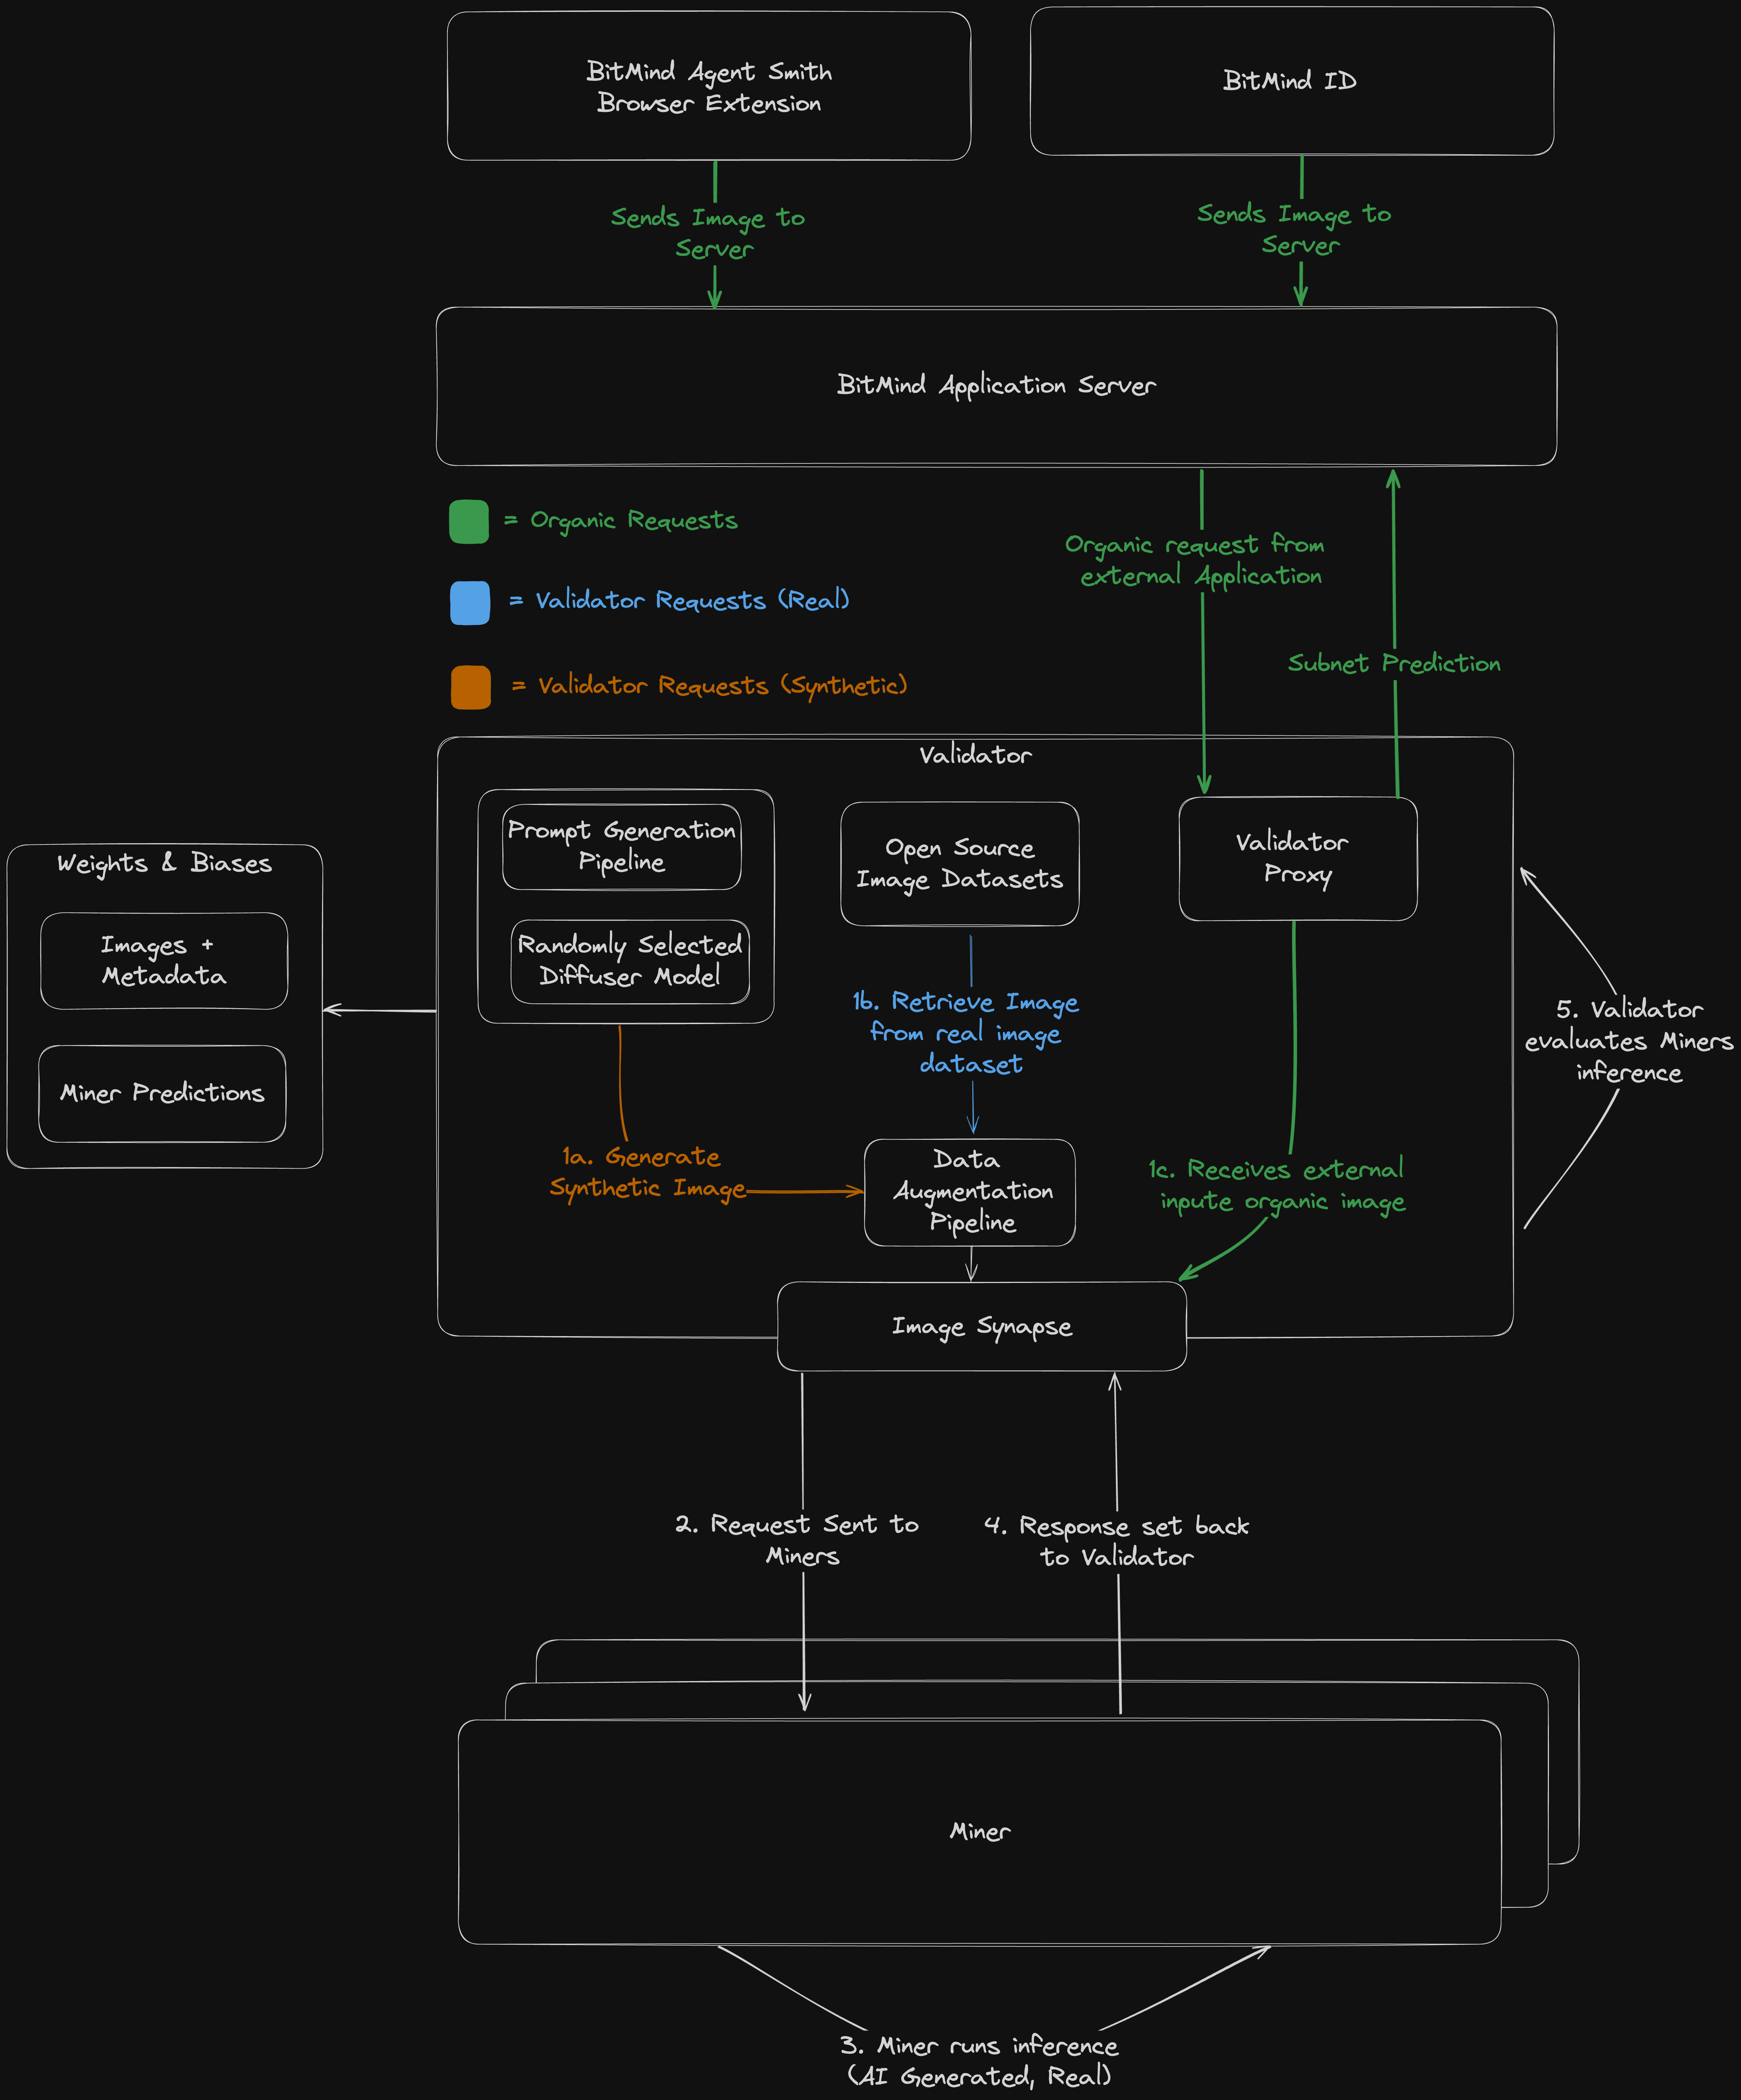 BitMind Agent Smith
Browser Extension
BitMind ID
Sends Image to
Server
Sends Image to
Server
BitMind Application Server
= Organic Requests
= Validator Requests (Real)
= Validator Requests (Synthetic)
Organic request from
external Application
Subnet Prediction
Validator
Prompt Generation
Pipeline
Randomly Selected
Diffuser Model
Open Source
Image Datasets
Validator
Proxy
Weights & Biases
Images +
Metadata
Miner Predictions
1b. Retrieve Image
from real image
dataset
5. Validator
evaluates Miners
inference
1a. Generate
Synthetic Image
Data
Augmentation
Pipeline
1c. Receives external
inpute organic image
Image Synapse
2. Request Sent to
Miners
4. Response set back
to Validator
Miner
3. Miner runs inference
(AI Generated, Real)